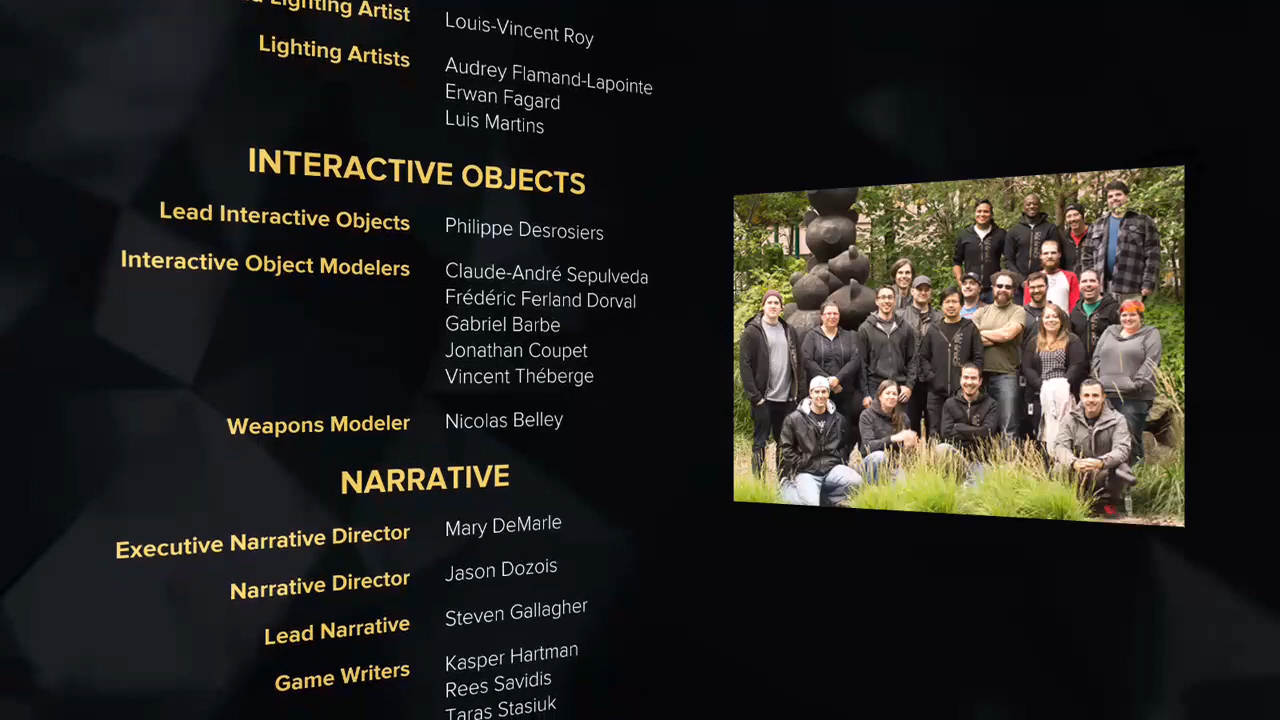 Lighting Artist Louis-Vincent Roy
Lighting Artists Audrey Flamand-Lapointe
Erwan Fagard
Luis Martins
INTERACTIVE OBJECTS
Lead Interactive Objects Philippe Desrosiers
Interactive Object Modelers Claude-André Sepulveda
Frédéric Ferland Dorval
Gabriel Barbe
Jonathan Coupet
Vincent Théberge
Weapons Modeler Nicolas Belley
NARRATIVE
Executive Narrative Director Mary DeMarle
Narrative Director Jason Dozois
Lead Narrative Steven Gallagher
Game Writers Kasper Hartman
Rees Savidis
Taras Stasiuk